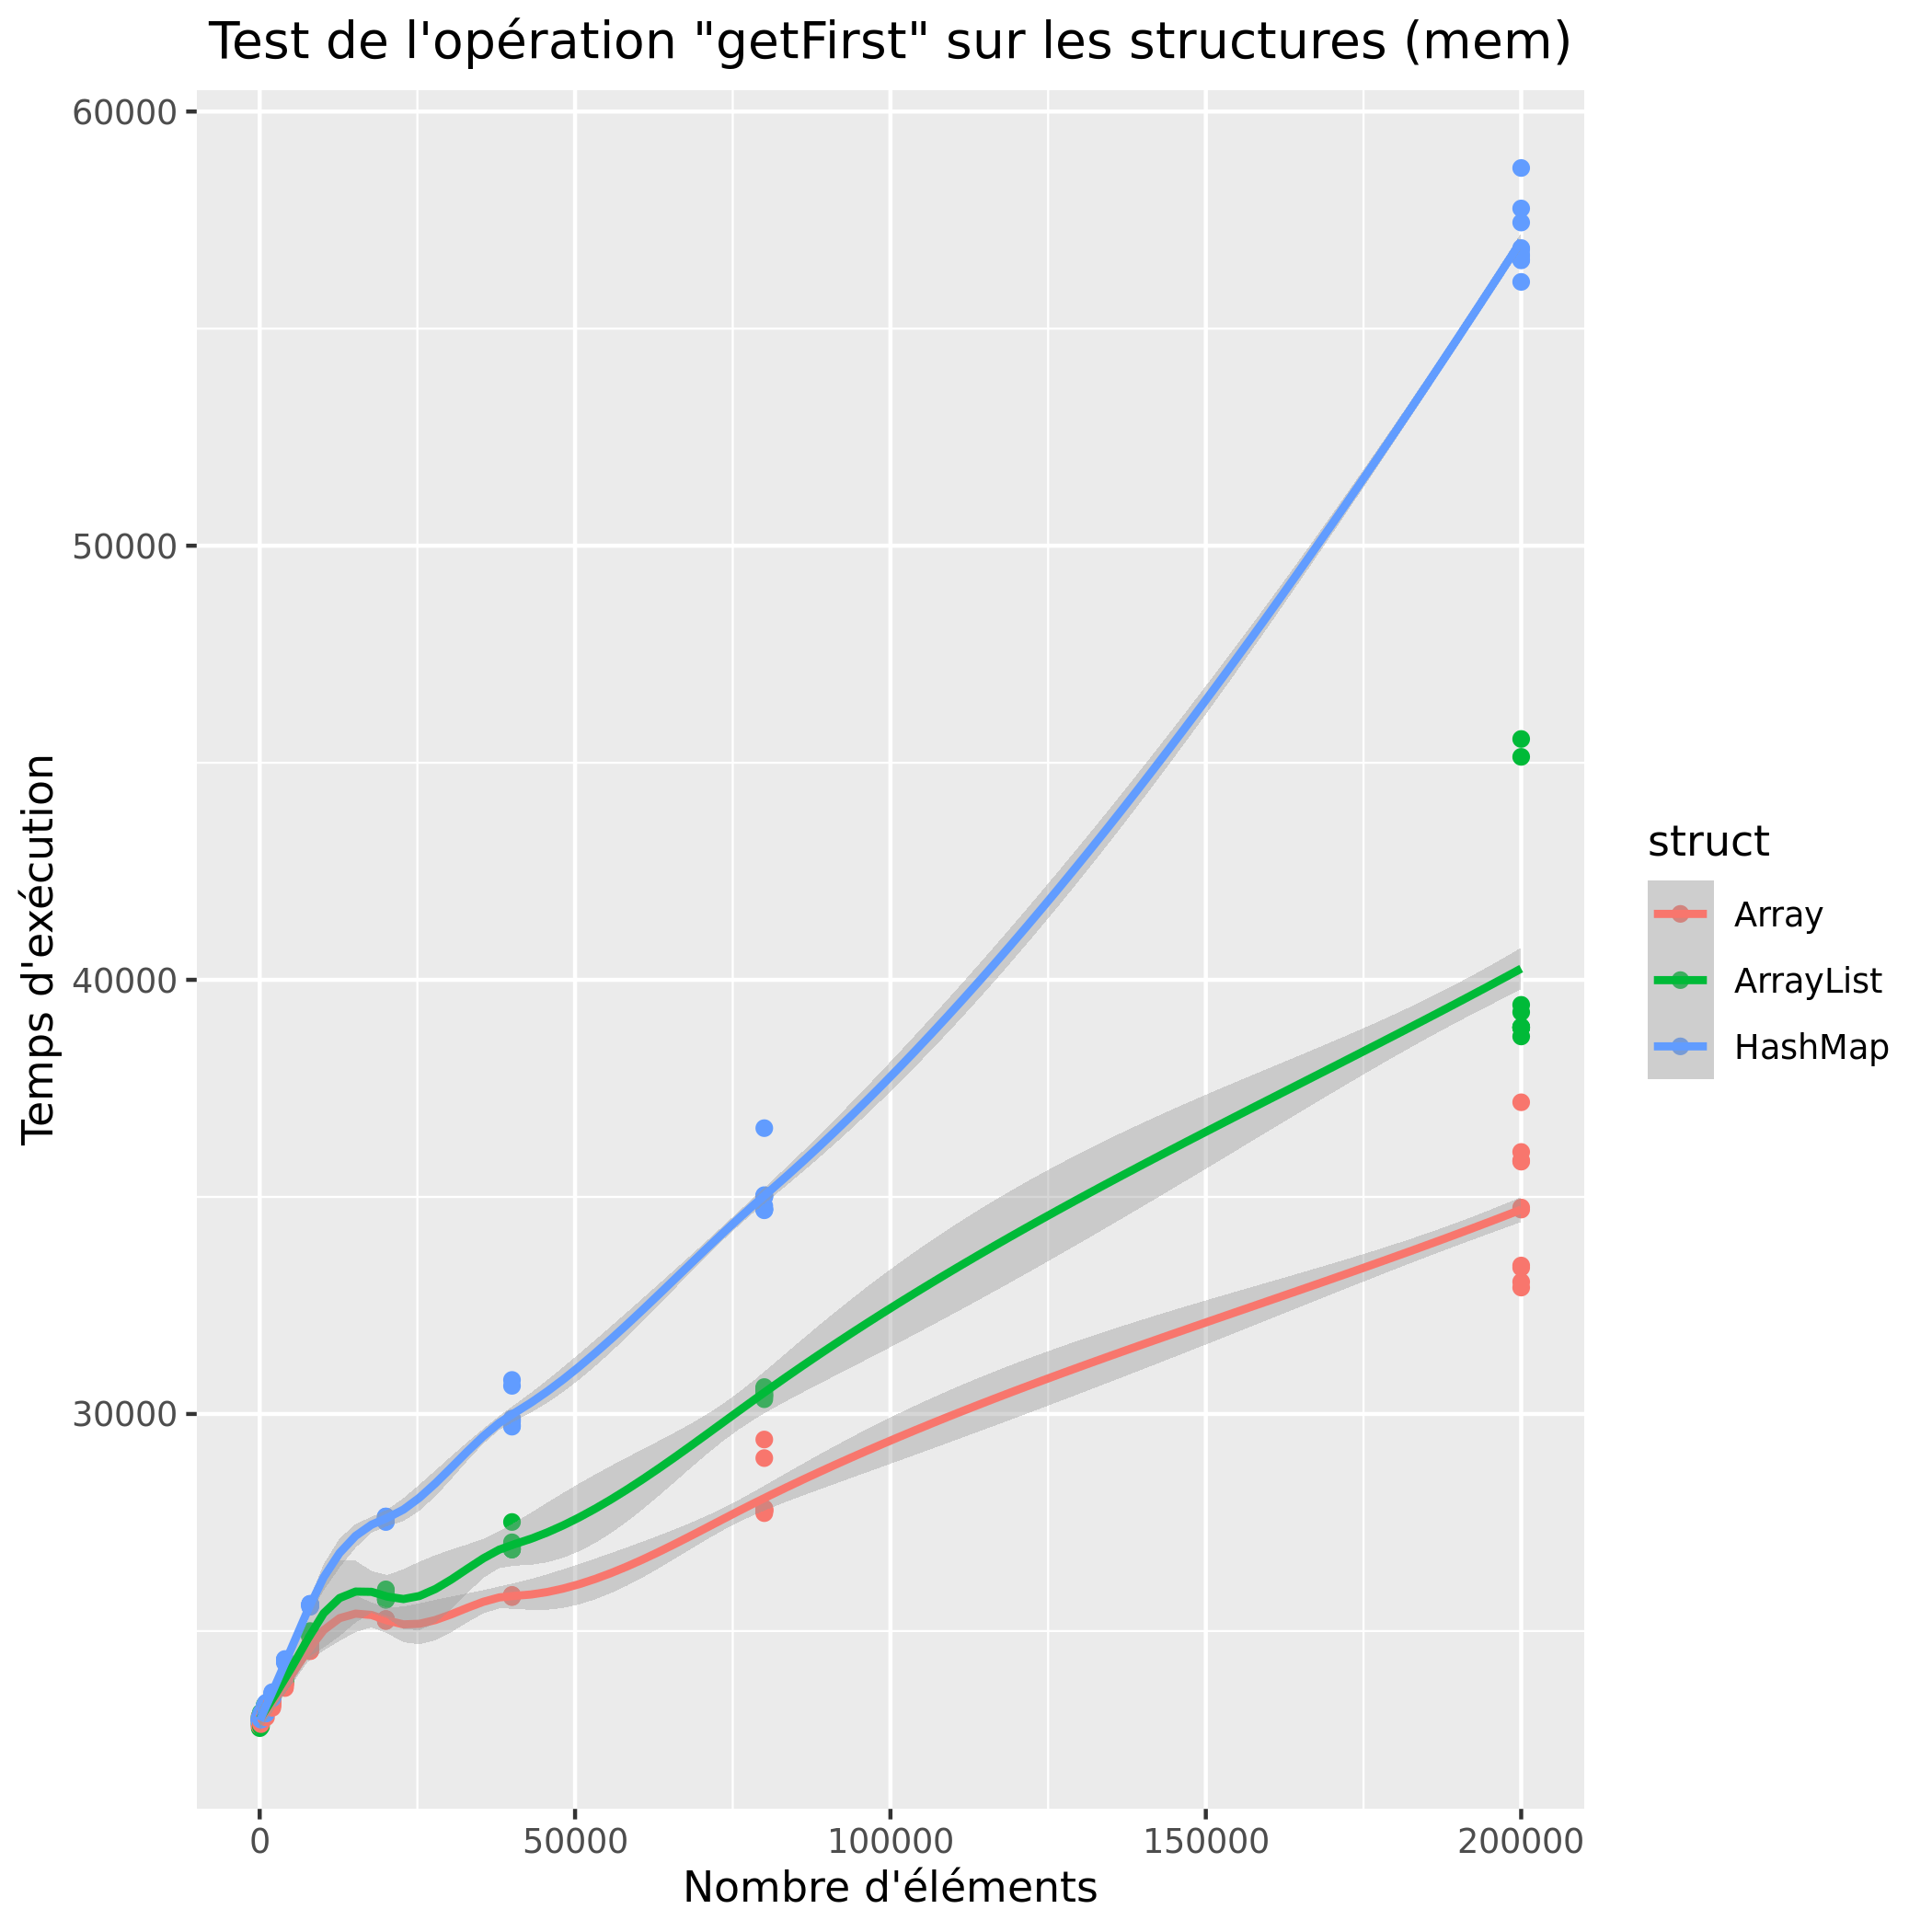 Test de l'opération "getFirst" sur les structures (mem)
60000
50000
40000
30000
Temps d'exécution
0
50000
100000
150000
200000
Nombre d'éléments
struct
Array
ArrayList
HashMap